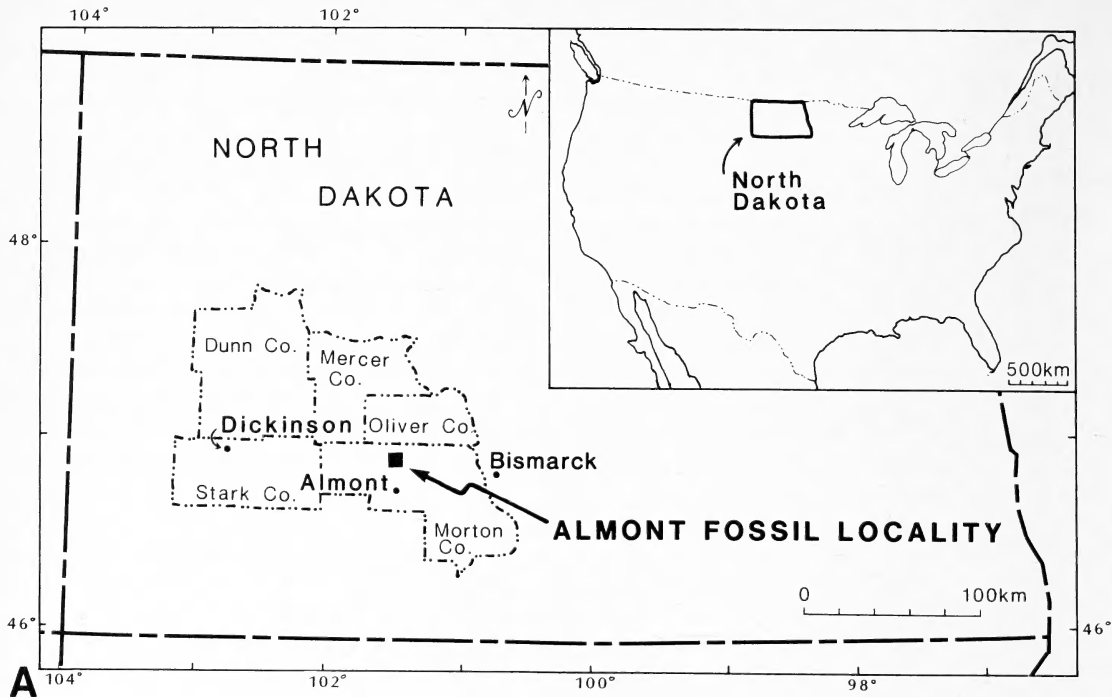 104°
102°
N
NORTH
DAKOTA
North
Dakota
500km
48°
Dunn Co.
Mercer
Co.
Dickinson
Oliver Co.
Bismarck
Stark Co.
Almont
ALMONT FOSSIL LOCALITY
Morton
Co.
0
100km
46°
46°
A
104°
102°
100°
98°